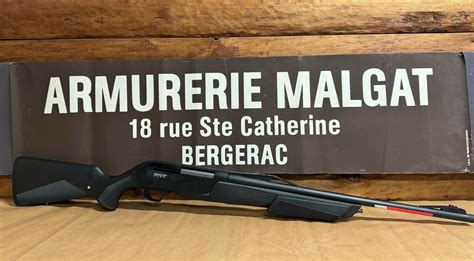 ARMURERIE MALGAT
18 rue Ste Catherine
BERGERAC